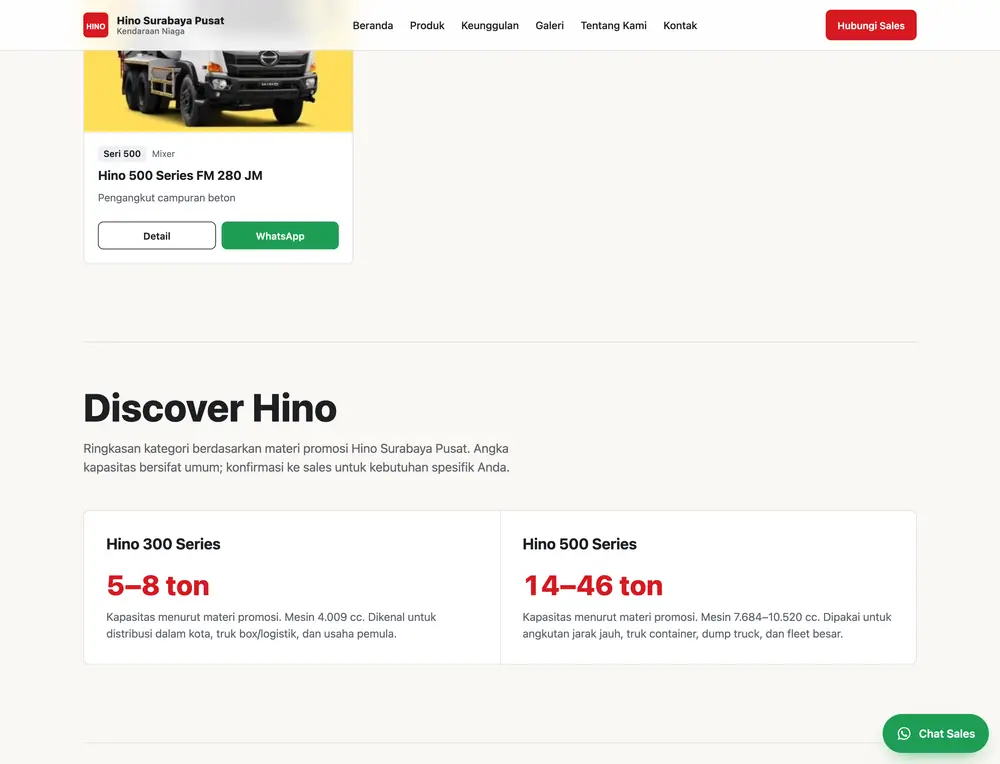 HINO
Hino Surabaya Pusat
Kendaraan Niaga
Beranda
Produk
Keunggulan
Galeri
Tentang Kami
Kontak
Hubungi Sales
Seri 500
Mixer
Hino 500 Series FM 280 JM
Pengangkut campuran beton
Detail
WhatsApp
Discover Hino
Ringkasan kategori berdasarkan materi promosi Hino Surabaya Pusat. Angka
kapasitas bersifat umum; konfirmasi ke sales untuk kebutuhan spesifik Anda.
Hino 300 Series
5–8 ton
Kapasitas menurut materi promosi. Mesin 4.009 cc. Dikenal untuk
distribusi dalam kota, truk box/logistik, dan usaha pemula.
Hino 500 Series
14–46 ton
Kapasitas menurut materi promosi. Mesin 7.684–10.520 cc. Dipakai untuk
angkutan jarak jauh, truk container, dump truck, dan fleet besar.
Chat Sales